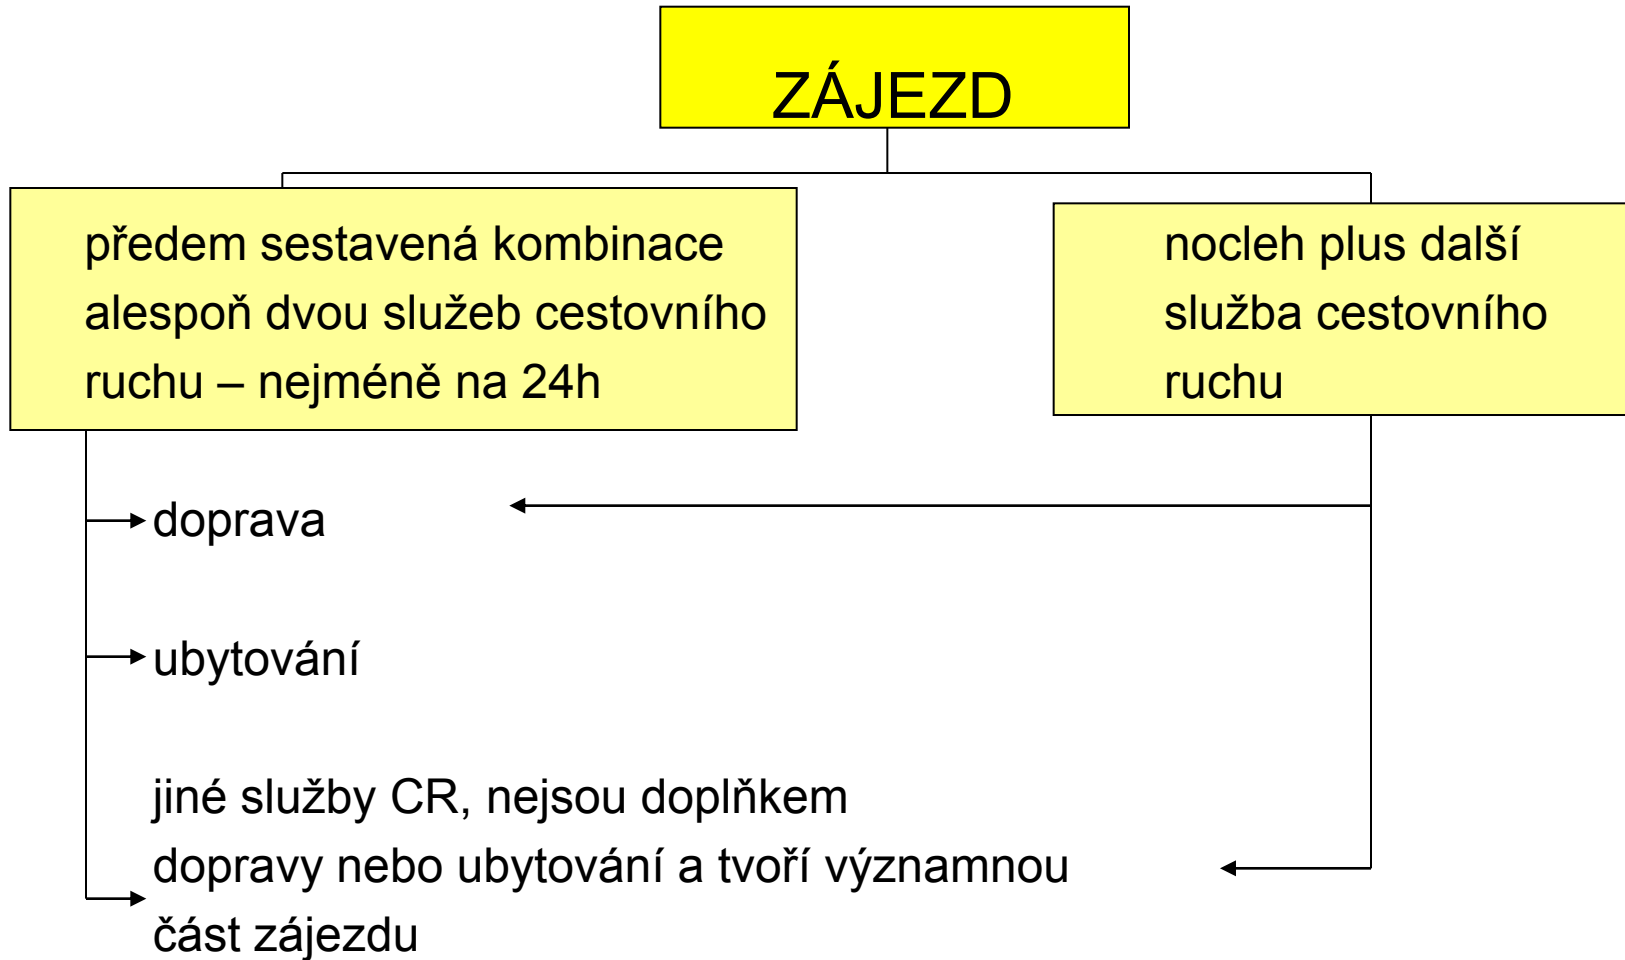 ZÁJEZD
předem sestavená kombinace
alespoň dvou služeb cestovního
ruchu – nejméně na 24h
nocleh plus další
služba cestovního
ruchu
doprava
ubytování
jiné služby CR, nejsou doplňkem
dopravy nebo ubytování a tvoří významnou
část zájezdu